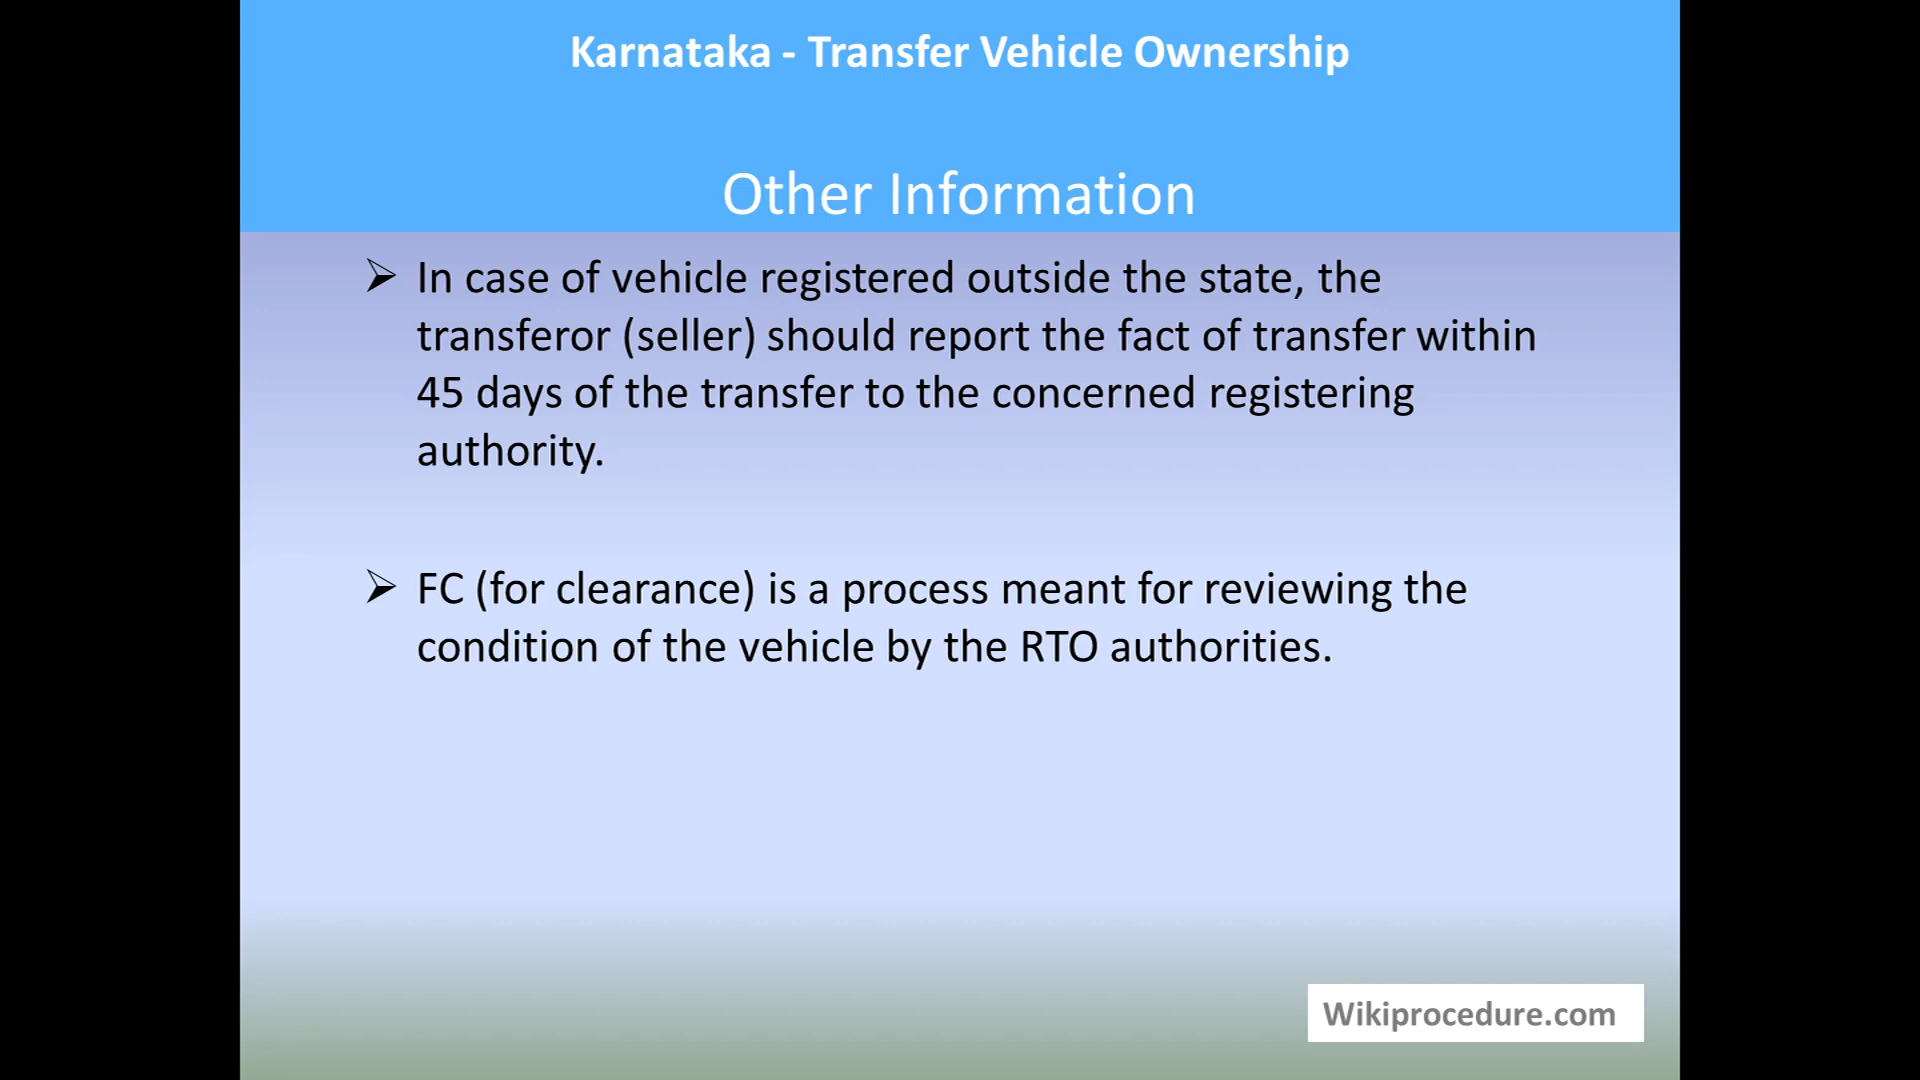 Karnataka - Transfer Vehicle Ownership
Other Information
➢ In case of vehicle registered outside the state, the
transferor (seller) should report the fact of transfer within
45 days of the transfer to the concerned registering
authority.
➢ FC (for clearance) is a process meant for reviewing the
condition of the vehicle by the RTO authorities.
Wikiprocedure.com